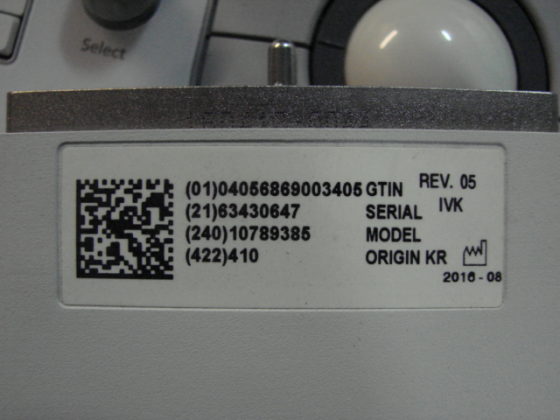 Select
(01)04056869003405 GTIN REV. 05
(21)63430647 SERIAL IVK
(240)10789385 MODEL
(422)410 ORIGIN KR
2016-08